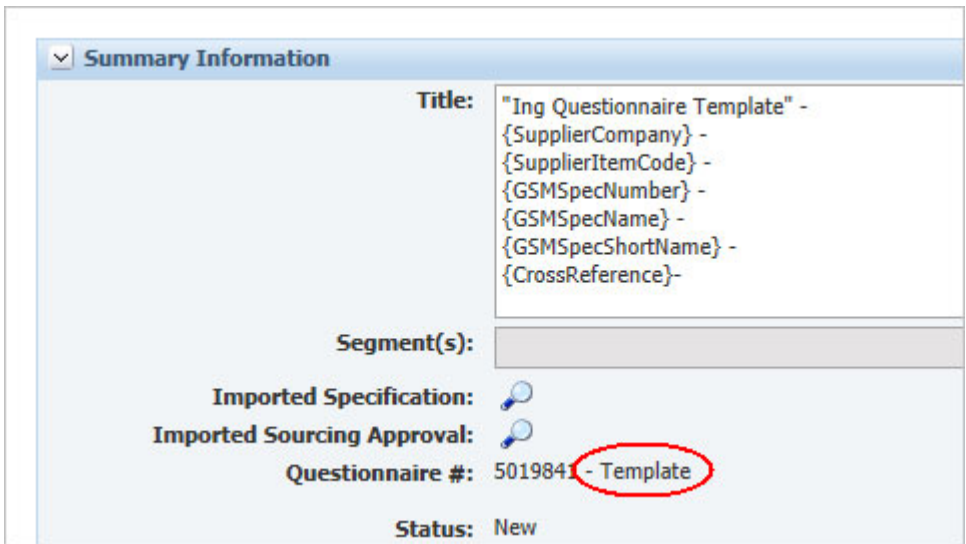 Summary Information
Title:
"Ing Questionnaire Template" -
{SupplierCompany} -
{SupplierItemCode} -
{GSMSpecNumber} -
{GSMSpecName} -
{GSMSpecShortName} -
{CrossReference}-
Segment(s):
Imported Specification:
Imported Sourcing Approval:
Questionnaire #: 5019841 - Template
Status: New